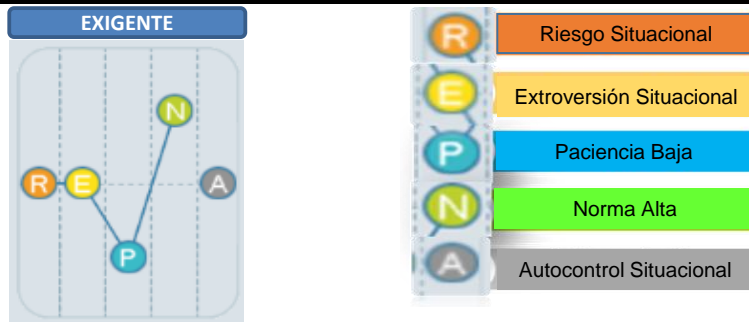 EXIGENTE
N
R
E
A
P
R
Riesgo Situacional
E
Extroversión Situacional
P
Paciencia Baja
N
Norma Alta
A
Autocontrol Situacional